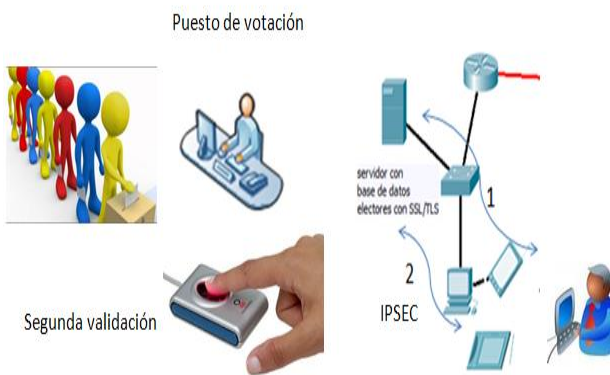 Puesto de votación
servidor con
base de datos
electores con SSL/TLS
1
2
IPSEC
Segunda validación